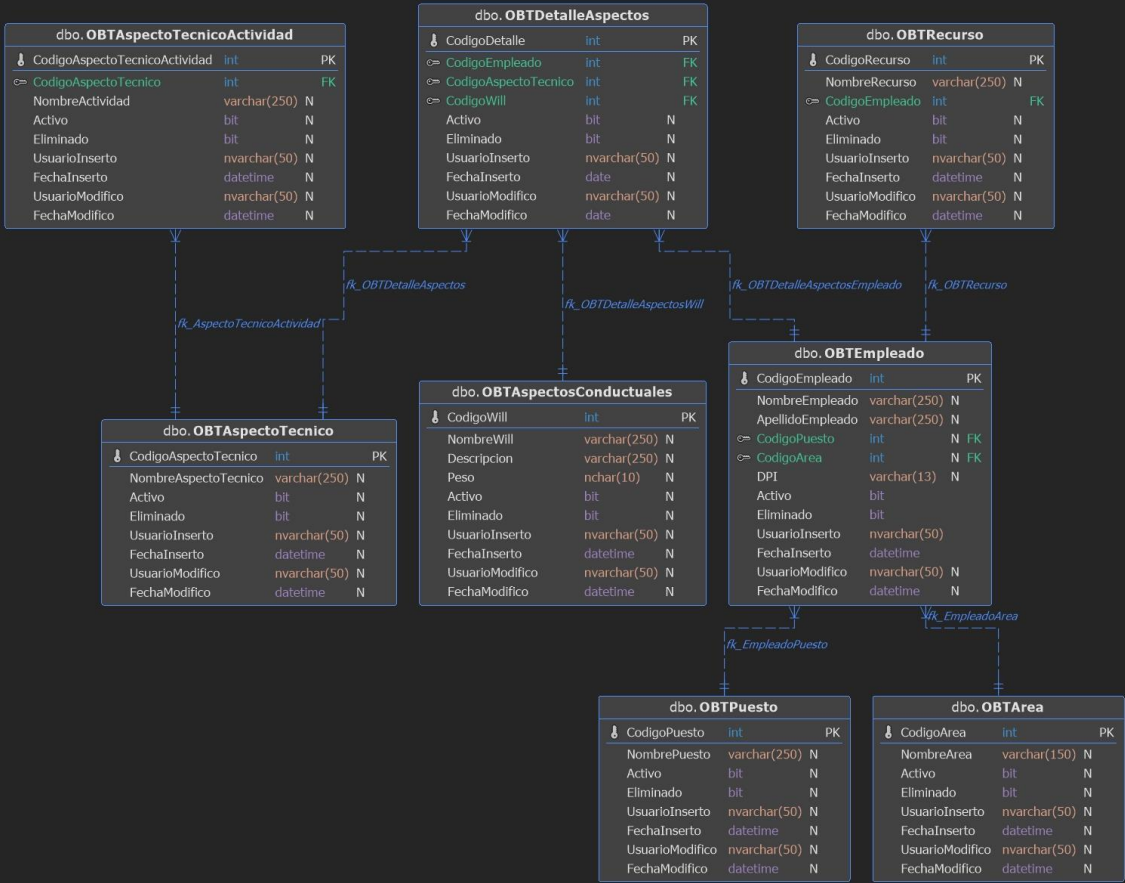 dbo.OBTAspectoTecnicoActividad
CodigoAspectoTecnicoActividad int PK
CodigoAspectoTecnico int FK
NombreActividad varchar(250) N
Activo bit N
Eliminado bit N
UsuarioInserto nvarchar(50) N
FechaInserto datetime N
UsuarioModifico nvarchar(50) N
FechaModifico datetime N
dbo.OBTDetalleAspectos
CodigoDetalle int PK
CodigoEmpleado int FK
CodigoAspectoTecnico int FK
CodigoWill int FK
Activo bit N
Eliminado bit N
UsuarioInserto nvarchar(50) N
FechaInserto date N
UsuarioModifico nvarchar(50) N
FechaModifico date N
dbo.OBTRecurso
CodigoRecurso int PK
NombreRecurso varchar(250) N
CodigoEmpleado int FK
Activo bit N
Eliminado bit N
UsuarioInserto nvarchar(50) N
FechaInserto datetime N
UsuarioModifico nvarchar(50) N
FechaModifico datetime N
fk_OBTDetalleAspectos
fk_OBTDetalleAspectosEmpleado
fk_OBTRecurso
fk_OBTDetalleAspectosWill
fk_AspectoTecnicoActividad
dbo.OBTAspectoTecnico
CodigoAspectoTecnico int PK
NombreAspectoTecnico varchar(250) N
Activo bit N
Eliminado bit N
UsuarioInserto nvarchar(50) N
FechaInserto datetime N
UsuarioModifico nvarchar(50) N
FechaModifico datetime N
dbo.OBTAspectosConductuales
CodigoWill int PK
NombreWill varchar(250) N
Descripcion varchar(250) N
Peso nchar(10) N
Activo bit N
Eliminado bit N
UsuarioInserto nvarchar(50) N
FechaInserto datetime N
UsuarioModifico nvarchar(50) N
FechaModifico datetime N
dbo.OBTEmpleado
CodigoEmpleado int PK
NombreEmpleado varchar(250) N
ApellidoEmpleado varchar(250) N
CodigoPuesto int N FK
CodigoArea int N FK
DPI varchar(13) N
Activo bit
Eliminado bit
UsuarioInserto nvarchar(50)
FechaInserto datetime
UsuarioModifico nvarchar(50) N
FechaModifico datetime N
fk_EmpleadoArea
fk_EmpleadoPuesto
dbo.OBTPuesto
CodigoPuesto int PK
NombrePuesto varchar(250) N
Activo bit N
Eliminado bit N
UsuarioInserto nvarchar(50) N
FechaInserto datetime N
UsuarioModifico nvarchar(50) N
FechaModifico datetime N
dbo.OBTArea
CodigoArea int PK
NombreArea varchar(150) N
Activo bit N
Eliminado bit N
UsuarioInserto nvarchar(50) N
FechaInserto datetime N
UsuarioModifico nvarchar(50) N
FechaModifico datetime N